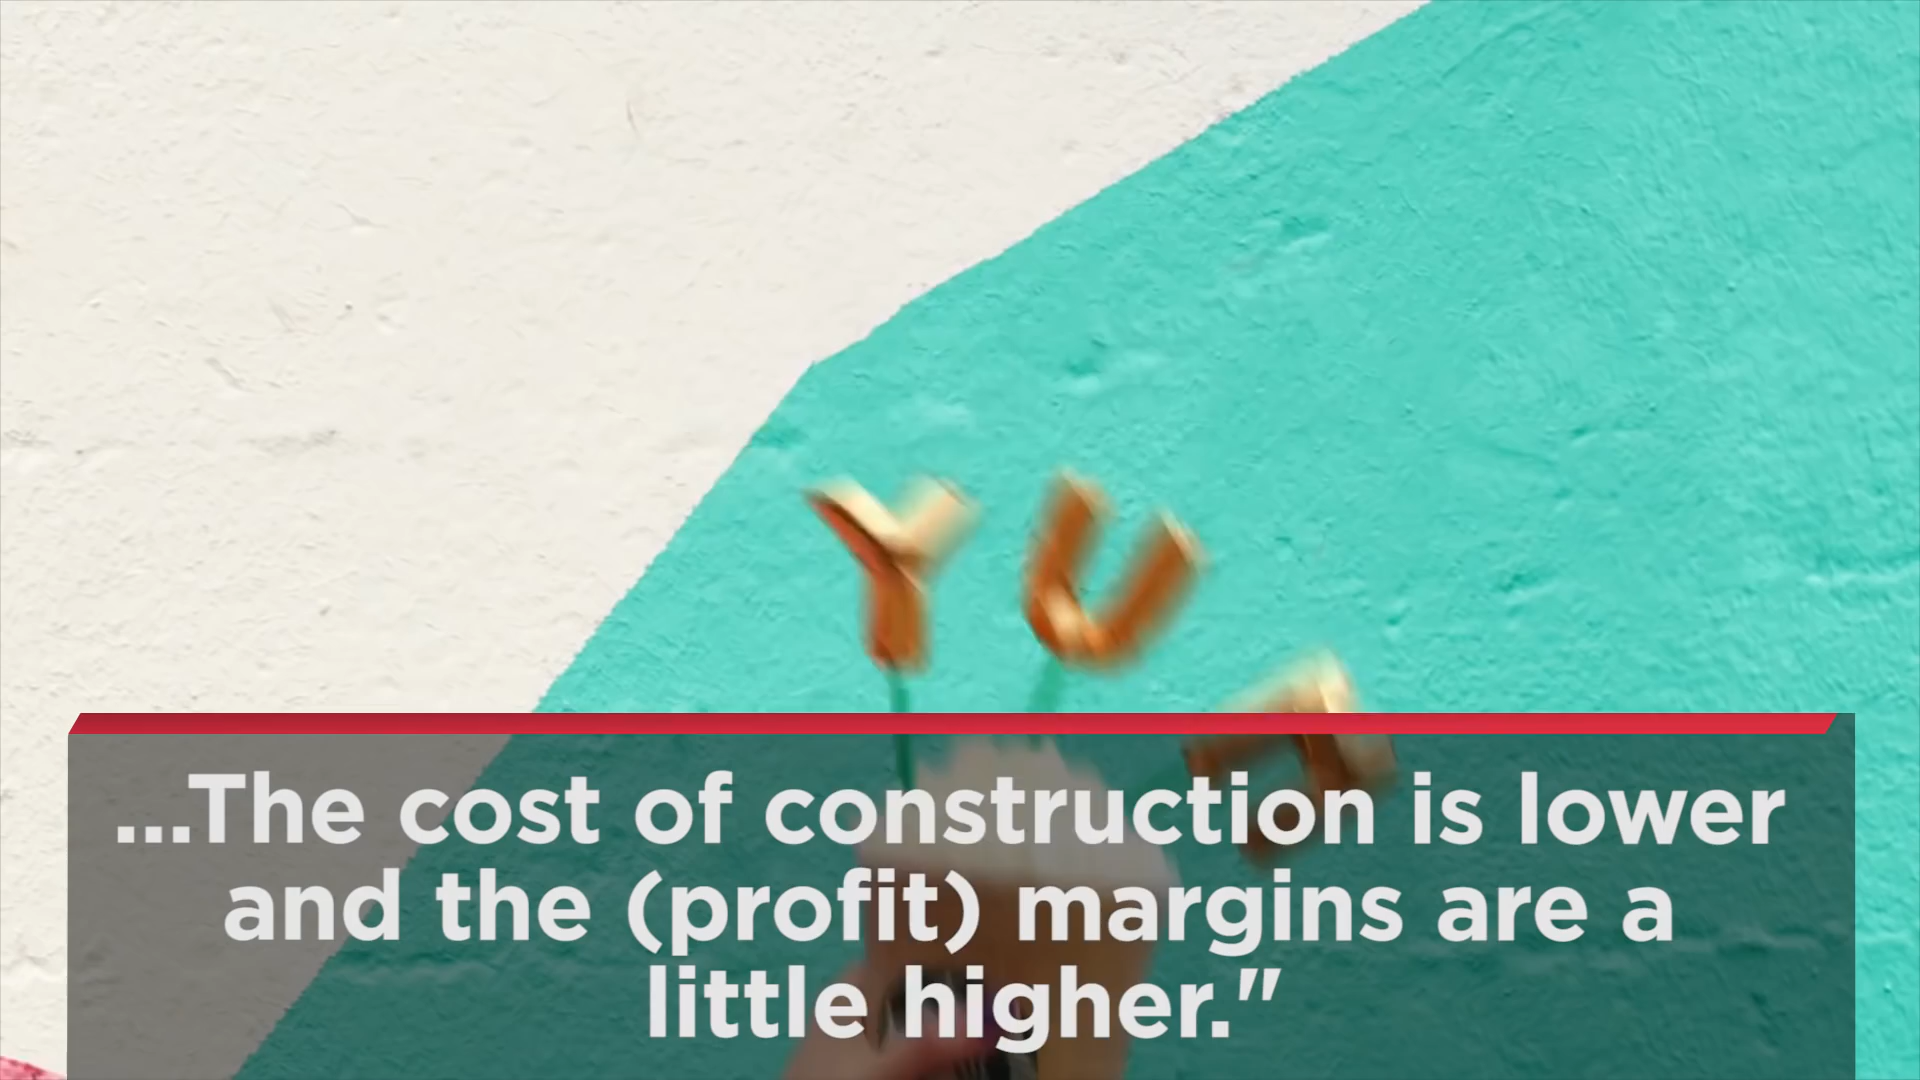 Y U
...The cost of construction is lower
and the (profit) margins are a
little higher."